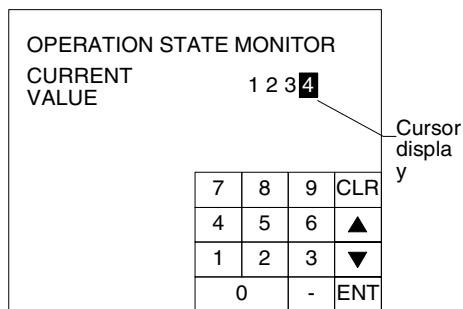 OPERATION STATE MONITOR
CURRENT
VALUE
1 2 3 4
Cursor
displa
y
7 8 9 CLR
4 5 6 ▲
1 2 3 ▼
0 - ENT